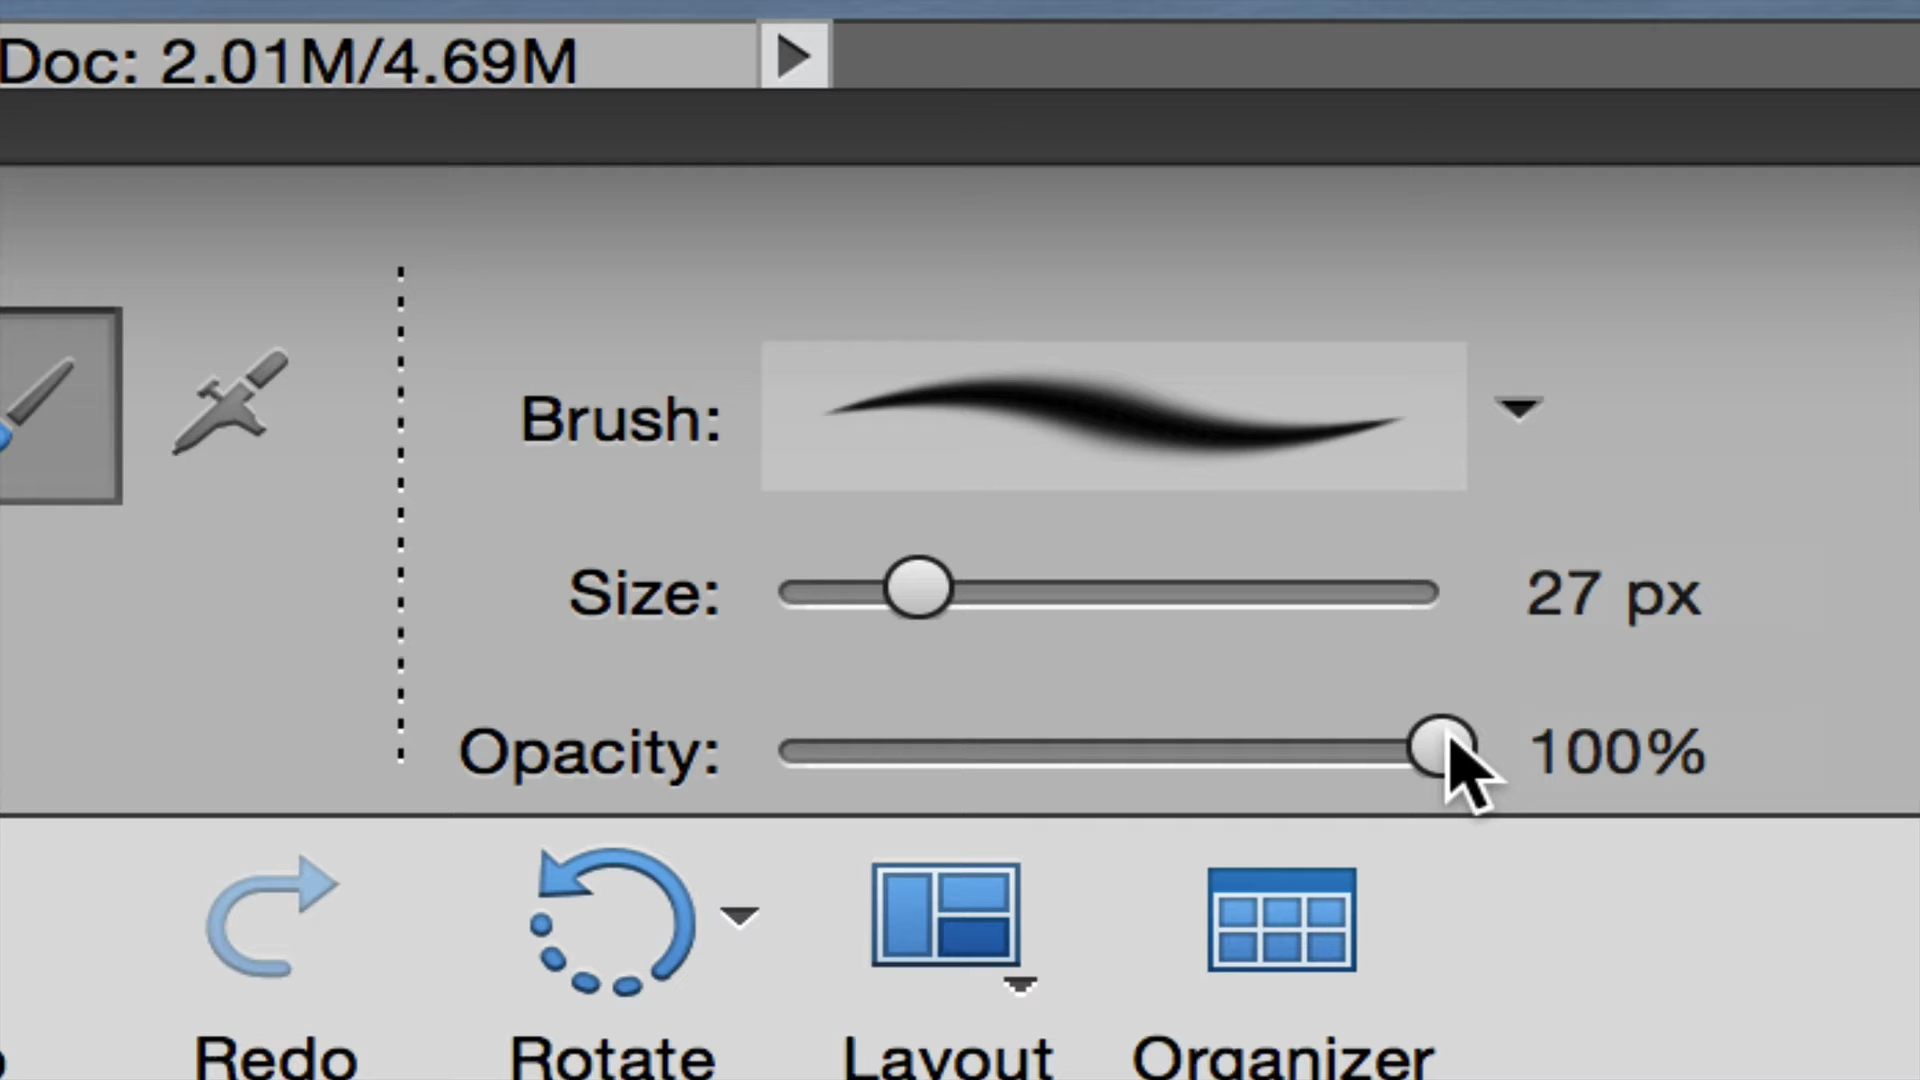 Doc: 2.01M/4.69M
Brush:
Size: 27 px
Opacity: 100%
Redo Rotate Layout Organizer